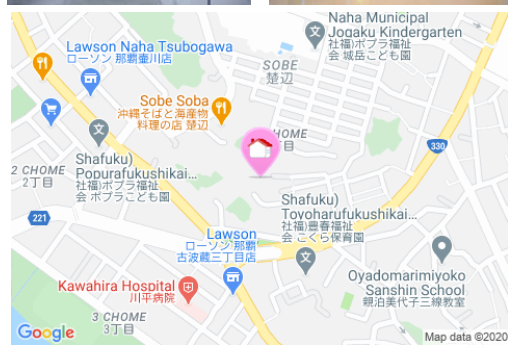 Naha Municipal
Jogaku Kindergarten
社福)ポプラ福祉
会 城岳こども園
Lawson Naha Tsubogawa
ローソン 那覇壷川店
SOBE
楚辺
Sobe Soba
沖縄そばと海産物
料理の店 楚辺
HOME
丁目
330
Shafuku)
Popurafukushikai...
社福)ポプラ福祉
会 ポプラこども園
2 CHOME
2丁目
Shafuku)
Toyoharufukushikai...
社福)豊春福祉
会 こくら保育園
221
Lawson
ローソン 那覇
古波蔵三丁目店
Oyadomarimiyoko
Sanshin School
親泊美代子三線教室
Kawahira Hospital
川平病院
3 CHOME
3丁目
Google
Map data ©2020